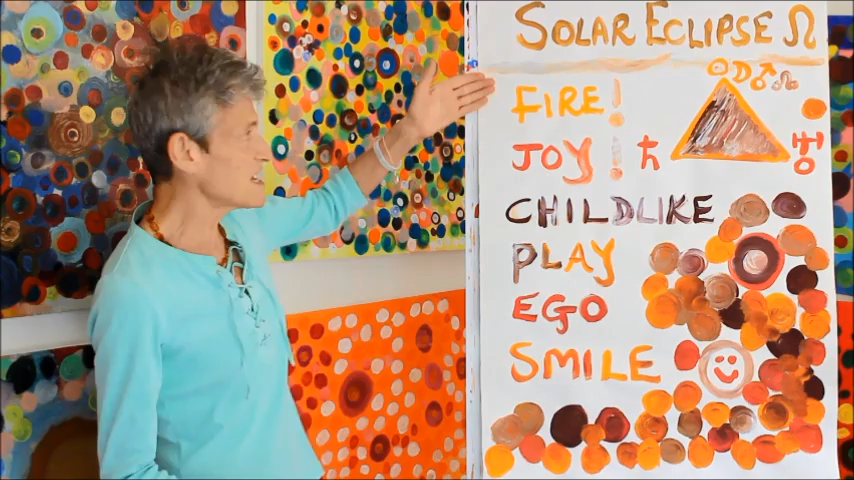 SOLAR ECLIPSE ♌
☉☽♂☊
FIRE!
JOY! ♄ ♅
CHILDLIKE
PLAY
EGO
SMILE